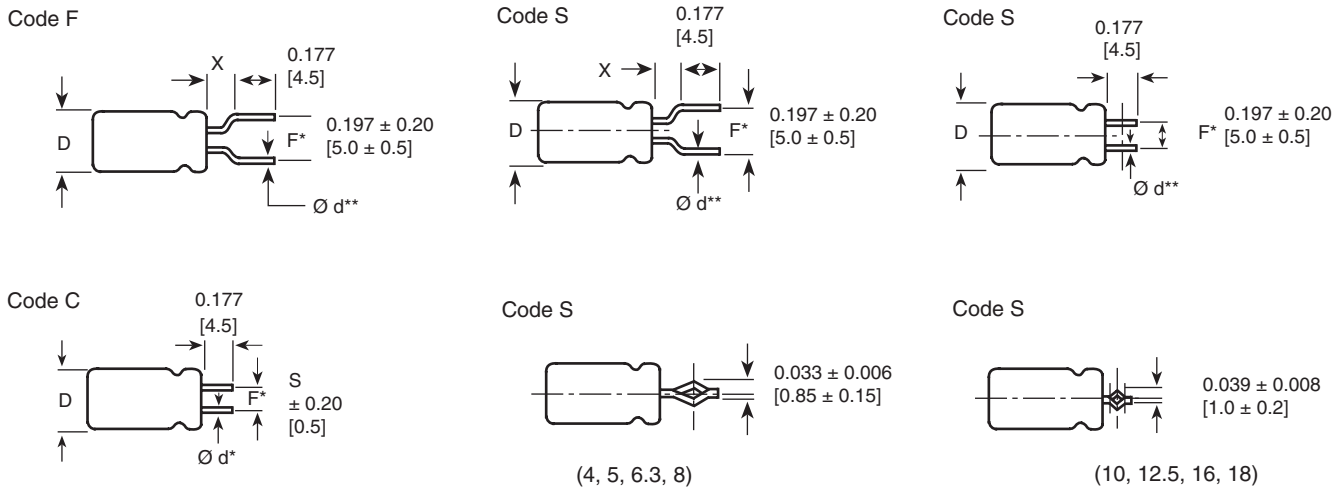 Code F
X
0.177
[4.5]
D
F*
0.197 ± 0.20
[5.0 ± 0.5]
Ø d**
Code S
0.177
[4.5]
X
D
F*
0.197 ± 0.20
[5.0 ± 0.5]
Ø d**
Code S
0.177
[4.5]
D
F*
0.197 ± 0.20
[5.0 ± 0.5]
Ø d**
Code C
0.177
[4.5]
D
F*
S
± 0.20
[0.5]
Ø d*
Code S
0.033 ± 0.006
[0.85 ± 0.15]
(4, 5, 6.3, 8)
Code S
0.039 ± 0.008
[1.0 ± 0.2]
(10, 12.5, 16, 18)